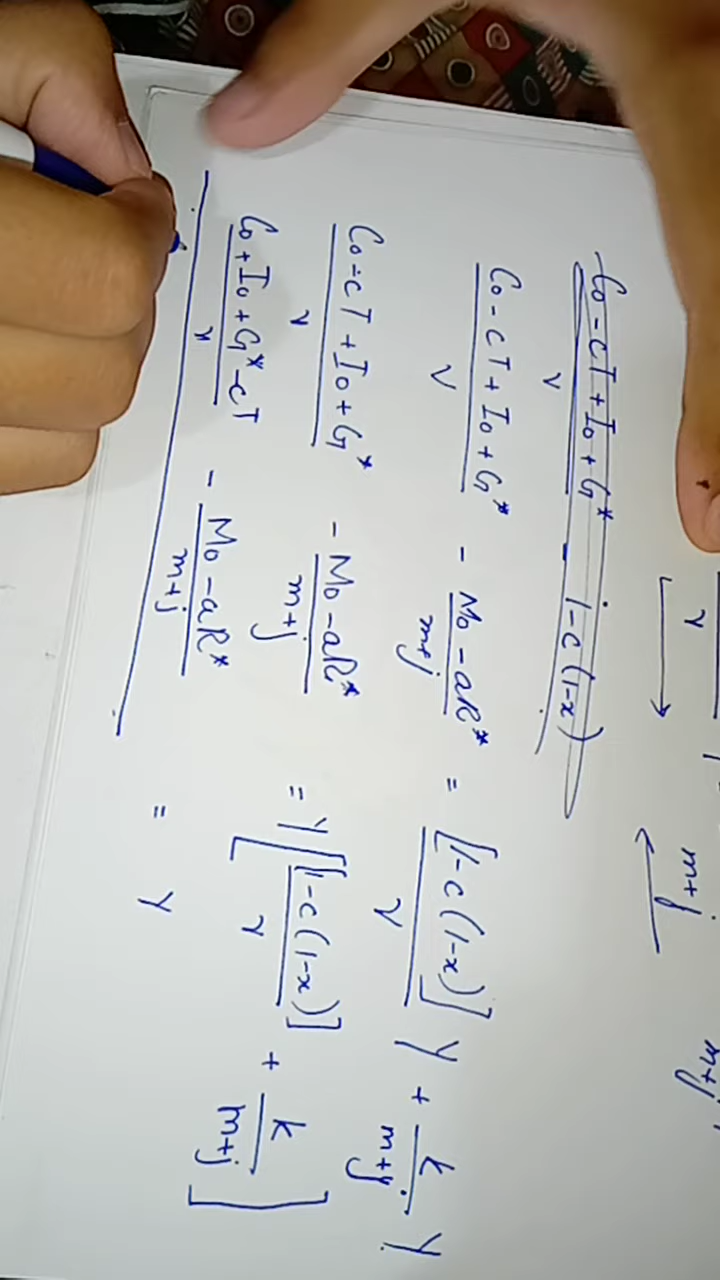 v m+j m+j
C₀ - cT + I₀ + G* / v - 1-c(1-x)
C₀ - cT + I₀ + G* / v - M₀ - aR* / m+j = [1-c(1-x)] / v Y + k / m+j Y
C₀ - cT + I₀ + G* / v - M₀ - aR* / m+j = Y [[1-c(1-x)] / v + k / m+j]
C₀ + I₀ + G* - cT / v - M₀ - aR* / m+j = Y